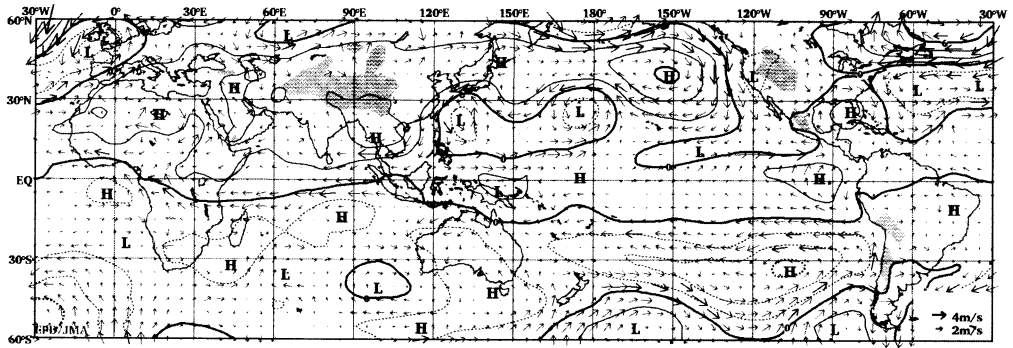 30°W 0° 30°E 60°E 90°E 120°E 150°E 180° 150°W 120°W 90°W 60°W 30°W
60°N
L L L
H H L H L L
30°N H H
H L L
L
EQ H L H H
H H
L
30°S H L H
L H
H L L
60°S
4m/s
2m/s